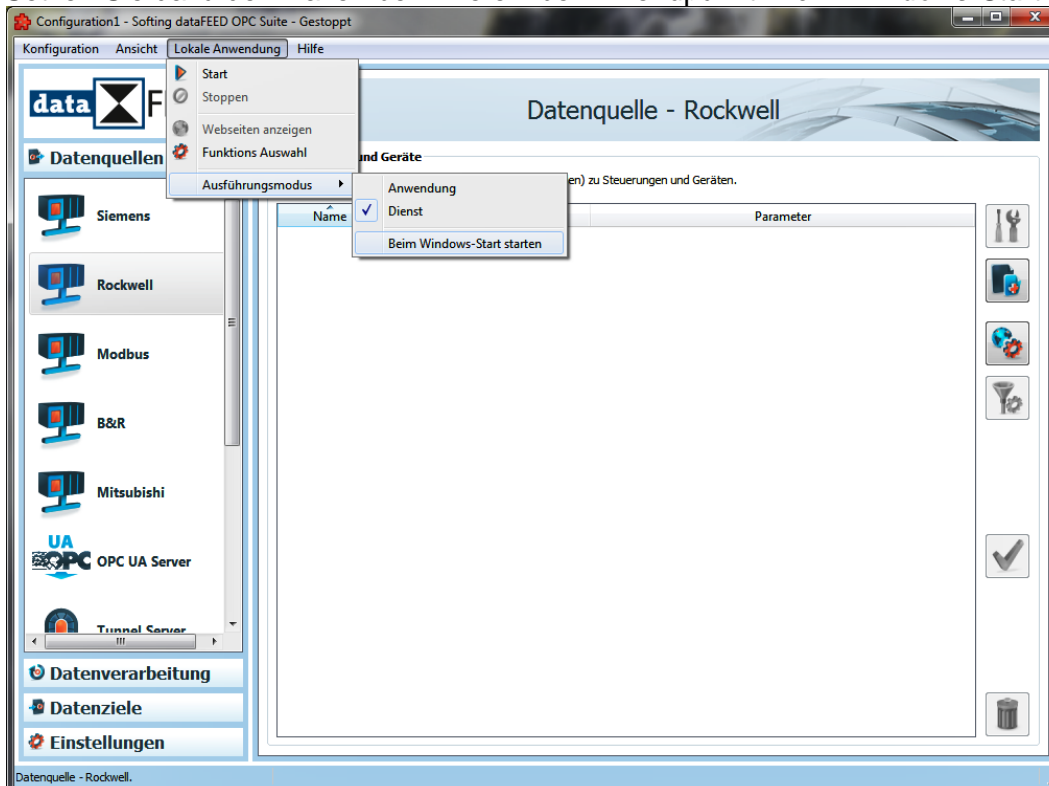 Configuration1 - Softing dataFEED OPC Suite - Gestoppt
Konfiguration Ansicht Lokale Anwendung Hilfe
Start
Stoppen
Webseiten anzeigen
Funktions Auswahl
Ausführungsmodus
Anwendung
Dienst
Beim Windows-Start starten
data F
Datenquelle - Rockwell
Datenquellen
und Geräte
en) zu Steuerungen und Geräten.
Name Parameter
Siemens
Rockwell
Modbus
B&R
Mitsubishi
UA
OPC OPC UA Server
Tunnel Server
Datenverarbeitung
Datenziele
Einstellungen
Datenquelle - Rockwell.